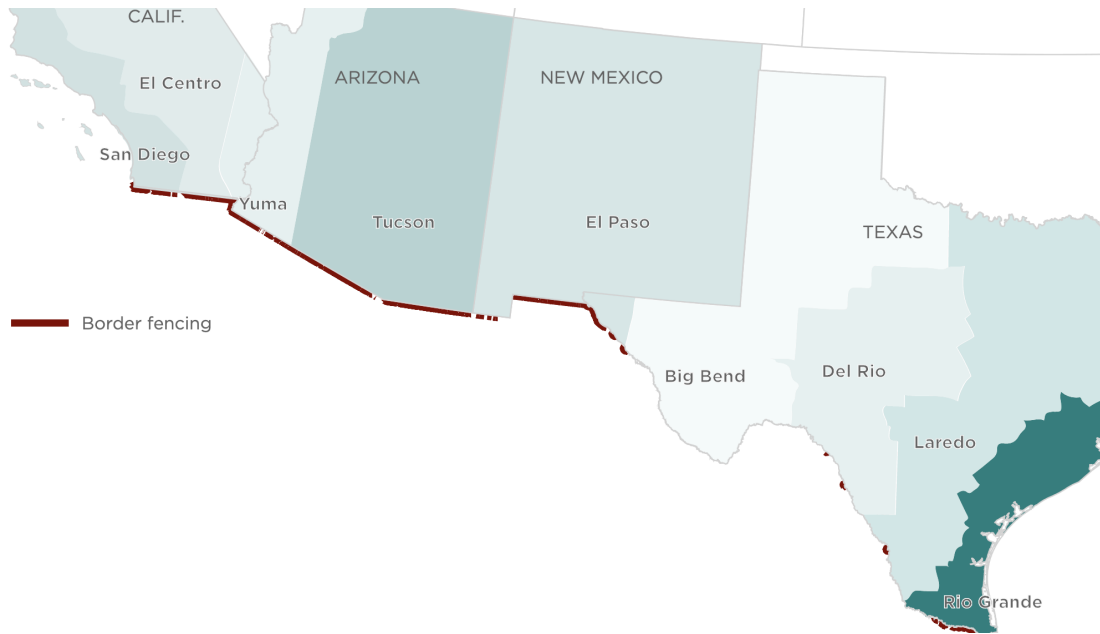 CALIF.
El Centro
ARIZONA
NEW MEXICO
San Diego
Yuma
Tucson
El Paso
TEXAS
Border fencing
Big Bend
Del Rio
Laredo
Rio Grande